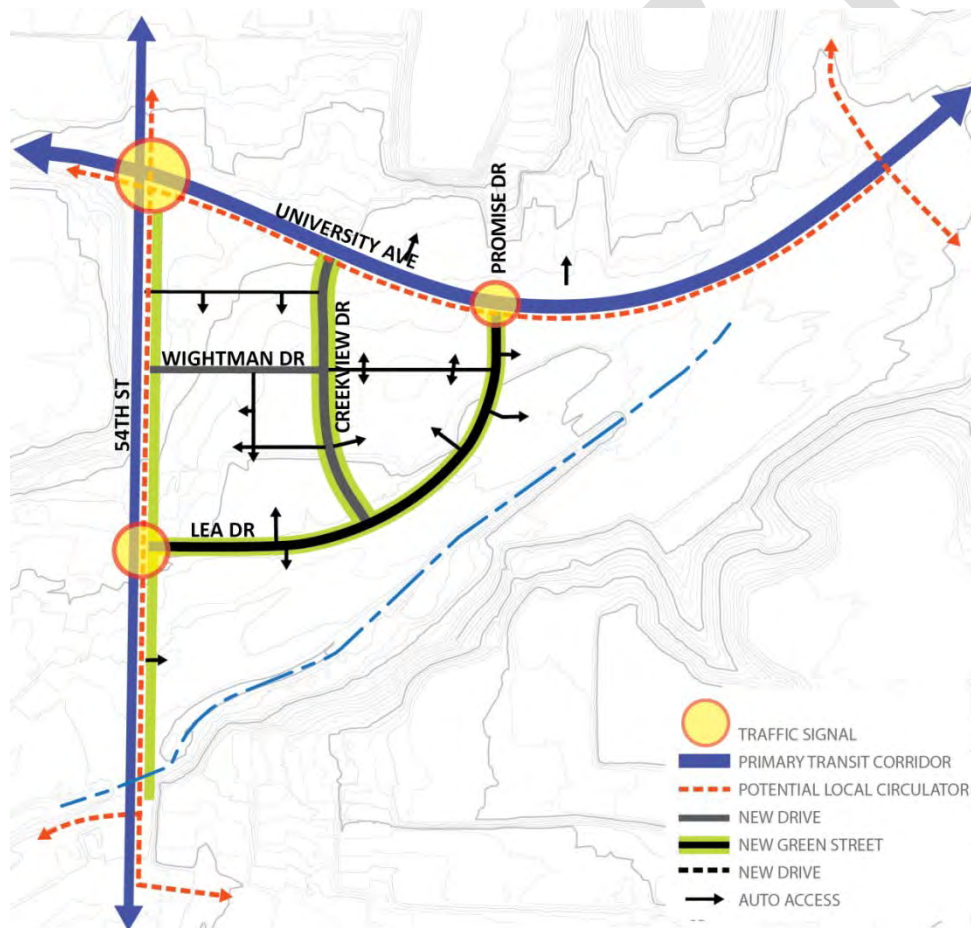 PROMISE DR
UNIVERSITY AVE
WIGHTMAN DR
CREEKVIEW DR
54TH ST
LEA DR
TRAFFIC SIGNAL
PRIMARY TRANSIT CORRIDOR
POTENTIAL LOCAL CIRCULATOR
NEW DRIVE
NEW GREEN STREET
NEW DRIVE
AUTO ACCESS